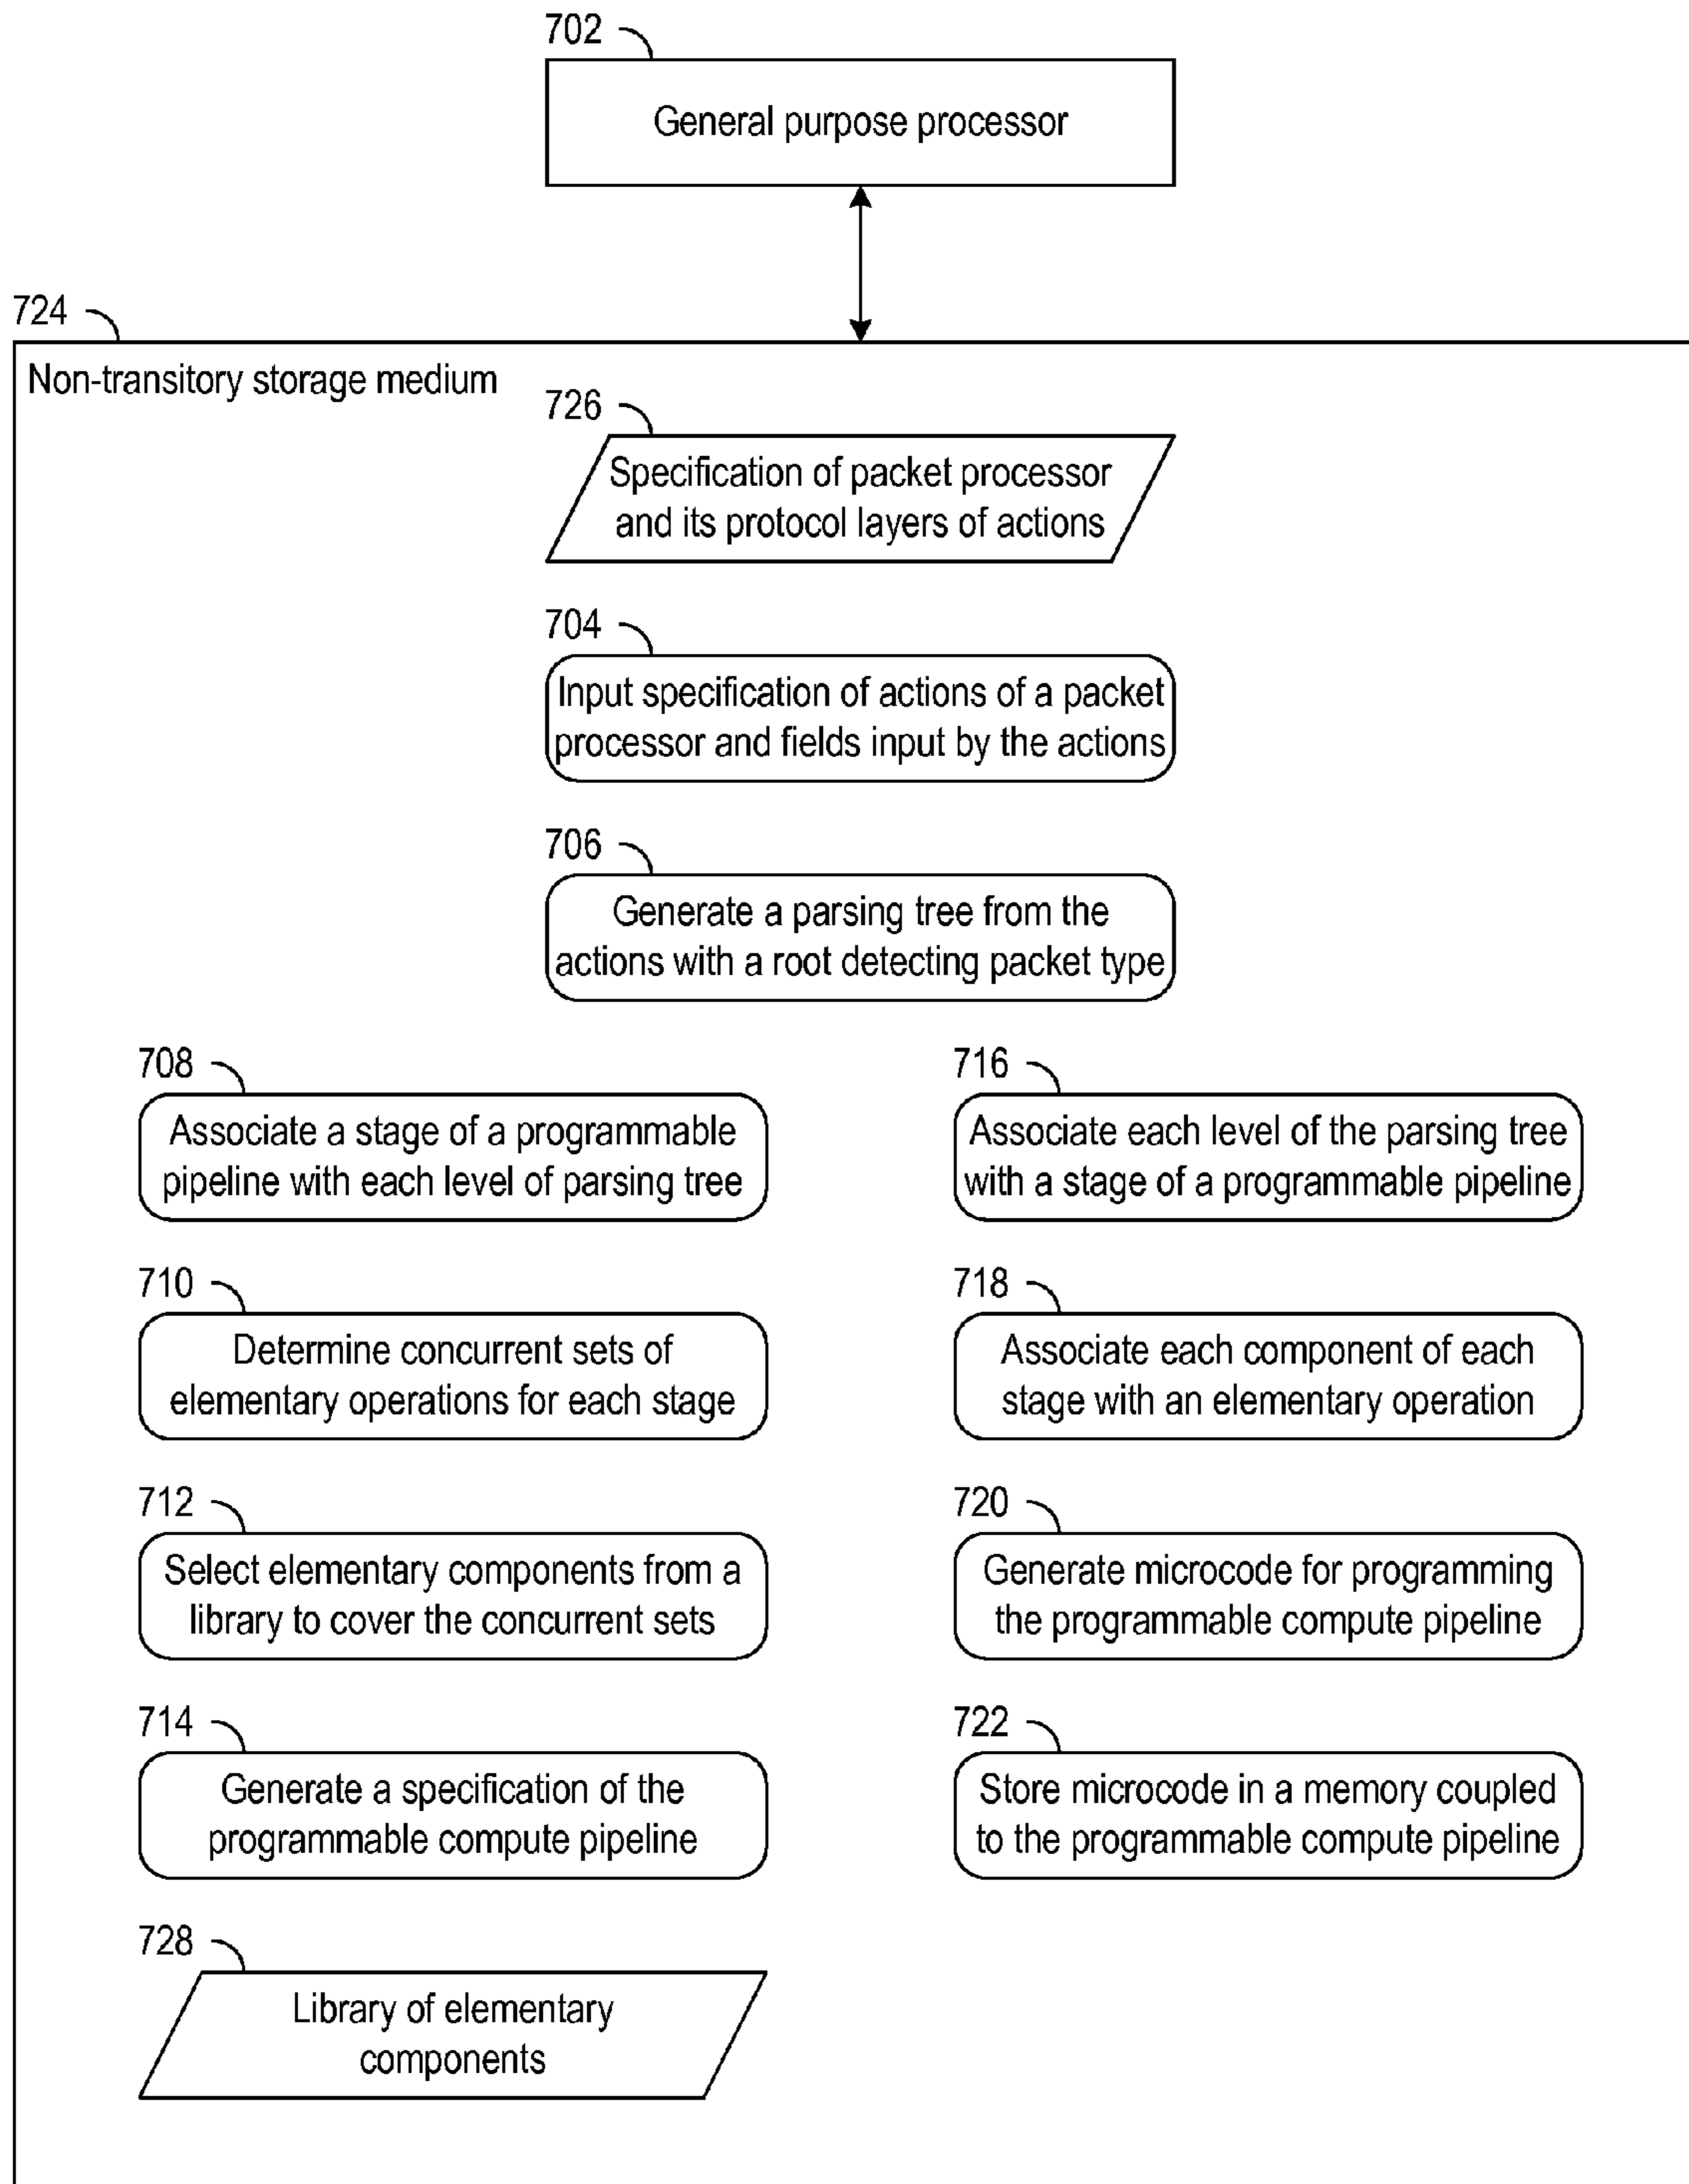 702
General purpose processor
724
Non-transitory storage medium
726
Specification of packet processor
and its protocol layers of actions
704
Input specification of actions of a packet
processor and fields input by the actions
706
Generate a parsing tree from the
actions with a root detecting packet type
708
Associate a stage of a programmable
pipeline with each level of parsing tree
716
Associate each level of the parsing tree
with a stage of a programmable pipeline
710
Determine concurrent sets of
elementary operations for each stage
718
Associate each component of each
stage with an elementary operation
712
Select elementary components from a
library to cover the concurrent sets
720
Generate microcode for programming
the programmable compute pipeline
714
Generate a specification of the
programmable compute pipeline
722
Store microcode in a memory coupled
to the programmable compute pipeline
728
Library of elementary
components